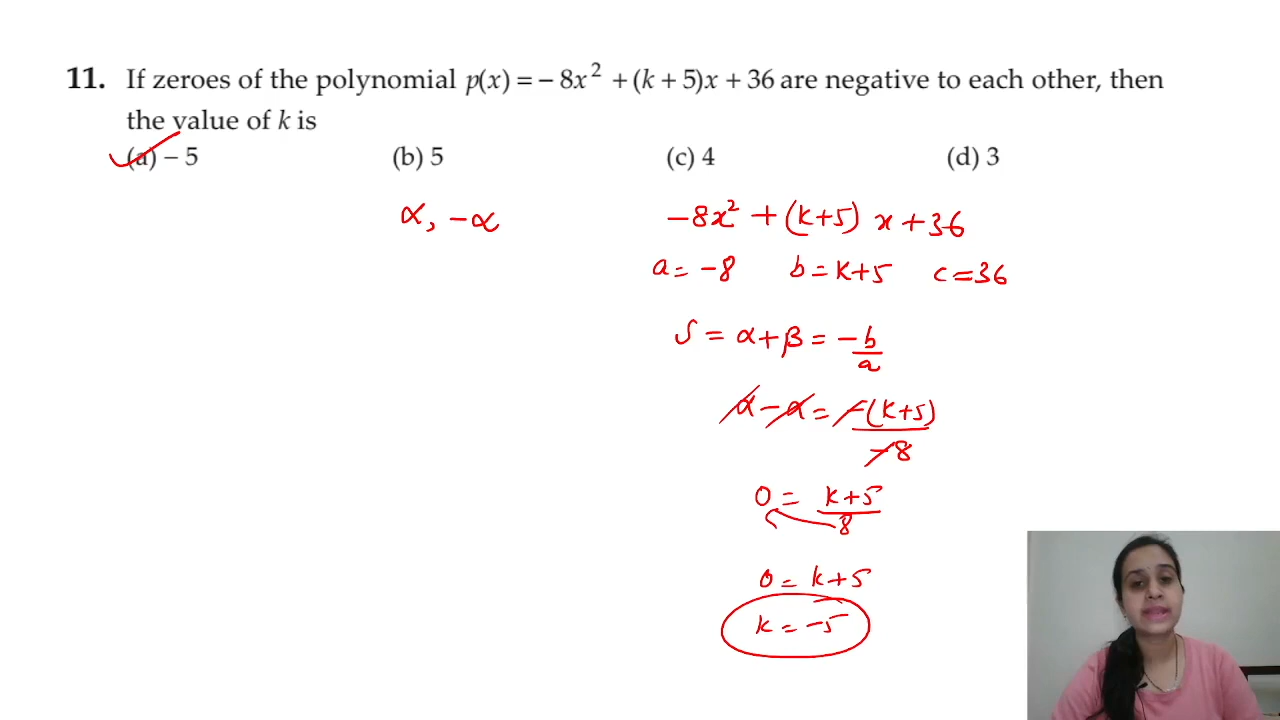 11. If zeroes of the polynomial p(x) = – 8x² + (k + 5)x + 36 are negative to each other, then
the value of k is
(a) – 5 (b) 5 (c) 4 (d) 3
α, -α
-8x² + (k+5) x + 36
a = -8 b = k+5 c = 36
S = α + β = -b/a
α - α = -(k+5)/-8
0 = k+5/8
0 = k+5
k = -5